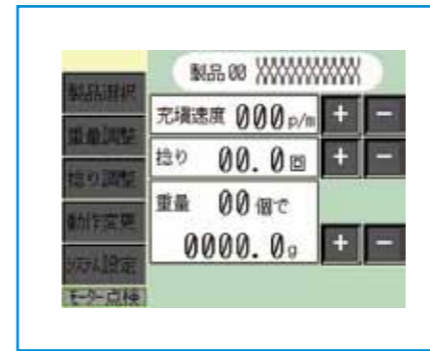 製品00 XXXXXXXXXX
製品選択
重量調整
捻り調整
動作変更
システム設定
モーター点検
充填速度 000p/m + -
捻り 00.0回 + -
重量 00個で
0000.0g + -